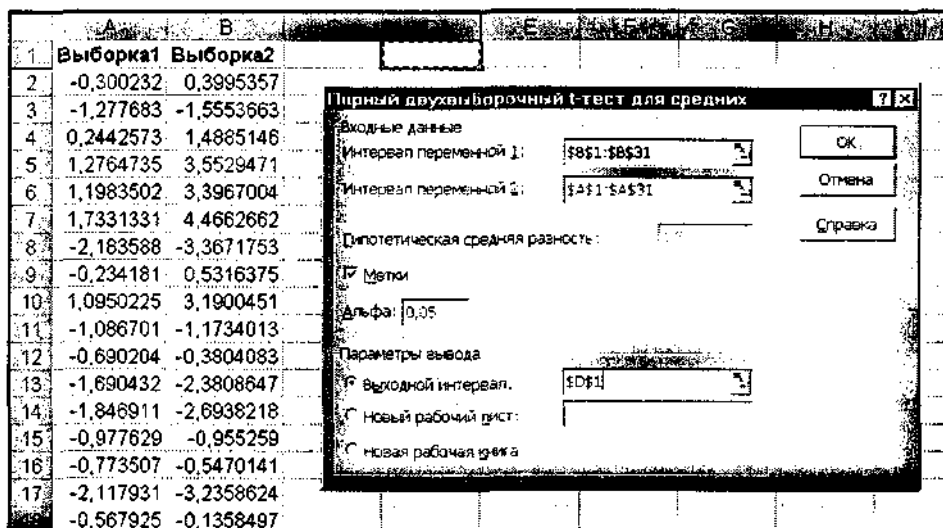 A B E F G H
1 Выборка1 Выборка2
2 -0,300232 0,3995357
3 -1,277683 -1,5553663
4 0,2442573 1,4885146
5 1,2764735 3,5529471
6 1,1983502 3,3967004
7 1,7331331 4,4662662
8 -2,183588 -3,3671753
9 -0,234181 0,5316375
10 1,0950225 3,1900451
11 -1,086701 -1,1734013
12 -0,690204 -0,3804083
13 -1,690432 -2,3808647
14 -1,846911 -2,6938218
15 -0,977629 -0,955259
16 -0,773507 -0,5470141
17 -2,117931 -3,2358624
-0,567925 -0,1358497
Парный двухвыборочный t-тест для средних
Входные данные
Интервал переменной 1: $B$1:$B$31
Интервал переменной 2: $A$1:$A$31
Гипотетическая средняя разность:
Метки
Альфа: 0,05
Параметры вывода
Выходной интервал: $D$1
Новый рабочий лист:
Новая рабочая книга
OK
Отмена
Справка